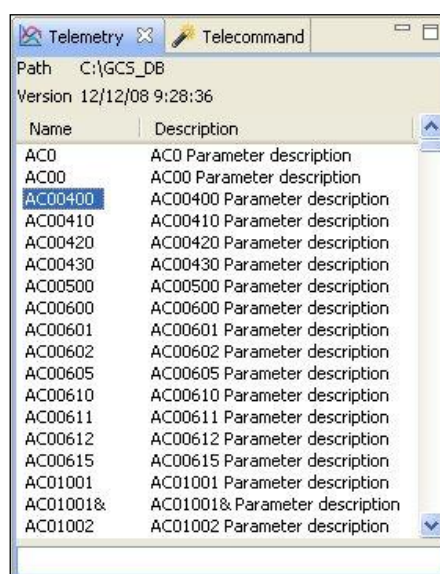 Telemetry Telecommand
Path C:\GCS_DB
Version 12/12/08 9:28:36
Name Description
AC0 AC0 Parameter description
AC00 AC00 Parameter description
AC00400 AC00400 Parameter description
AC00410 AC00410 Parameter description
AC00420 AC00420 Parameter description
AC00430 AC00430 Parameter description
AC00500 AC00500 Parameter description
AC00600 AC00600 Parameter description
AC00601 AC00601 Parameter description
AC00602 AC00602 Parameter description
AC00605 AC00605 Parameter description
AC00610 AC00610 Parameter description
AC00611 AC00611 Parameter description
AC00612 AC00612 Parameter description
AC00615 AC00615 Parameter description
AC01001 AC01001 Parameter description
AC01001& AC01001& Parameter description
AC01002 AC01002 Parameter description